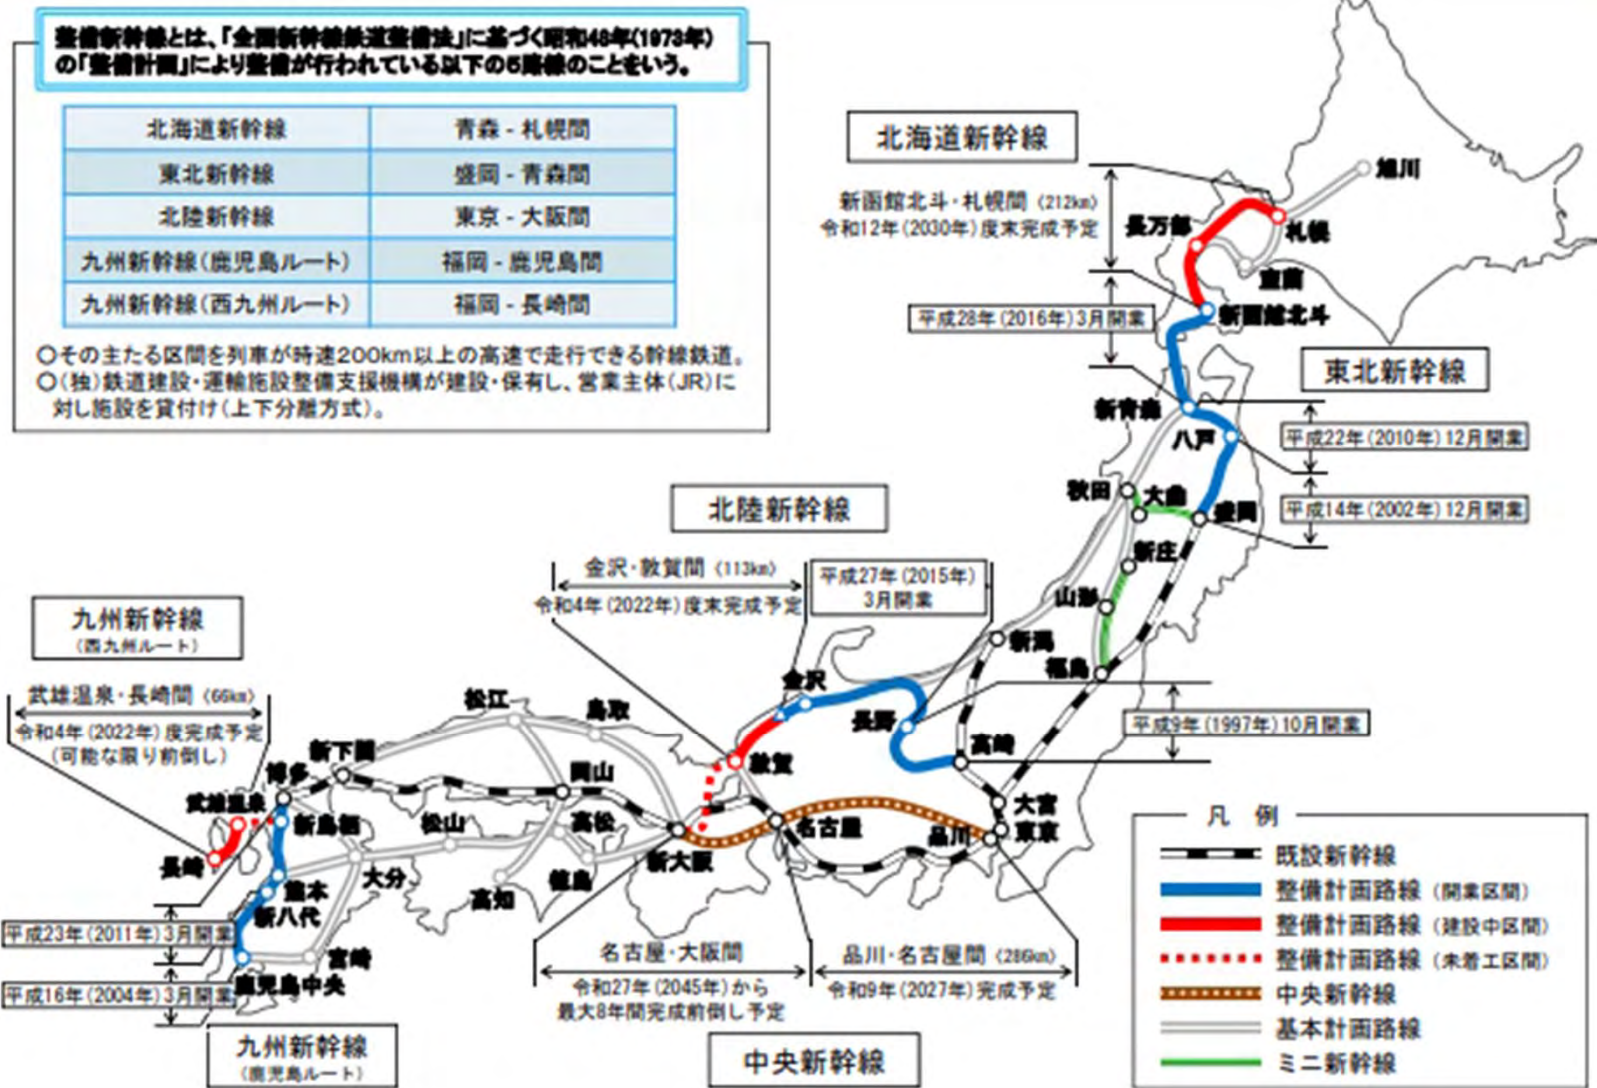 整備新幹線とは、「全国新幹線鉄道整備法」に基づく昭和48年(1973年)
の「整備計画」により整備が行われている以下の5路線のことをいう。
北海道新幹線 青森 - 札幌間
東北新幹線 盛岡 - 青森間
北陸新幹線 東京 - 大阪間
九州新幹線(鹿児島ルート) 福岡 - 鹿児島間
九州新幹線(西九州ルート) 福岡 - 長崎間
○その主たる区間を列車が時速200km以上の高速で走行できる幹線鉄道。
○(独)鉄道建設・運輸施設整備支援機構が建設・保有し、営業主体(JR)に
対し施設を貸付け(上下分離方式)。
北海道新幹線
新函館北斗・札幌間〈212km〉
令和12年(2030年)度末完成予定
旭川
長万部
札幌
室蘭
平成28年(2016年)3月開業
新函館北斗
東北新幹線
新青森
八戸
平成22年(2010年)12月開業
秋田
大曲
盛岡
平成14年(2002年)12月開業
新庄
山形
福島
新潟
北陸新幹線
金沢・敦賀間〈113km〉
令和4年(2022年)度末完成予定
平成27年(2015年)
3月開業
金沢
長野
高崎
平成9年(1997年)10月開業
敦賀
大宮
東京
品川
名古屋
新大阪
九州新幹線
(西九州ルート)
武雄温泉・長崎間〈66km〉
令和4年(2022年)度完成予定
(可能な限り前倒し)
松江
鳥取
新下関
博多
岡山
武雄温泉
新鳥栖
松山
高松
長崎
大分
高知
徳島
熊本
新八代
平成23年(2011年)3月開業
宮崎
鹿児島中央
平成16年(2004年)3月開業
九州新幹線
(鹿児島ルート)
名古屋・大阪間
令和27年(2045年)から
最大8年間完成前倒し予定
品川・名古屋間〈286km〉
令和9年(2027年)完成予定
中央新幹線
凡 例
既設新幹線
整備計画路線(開業区間)
整備計画路線(建設中区間)
整備計画路線(未着工区間)
中央新幹線
基本計画路線
ミニ新幹線